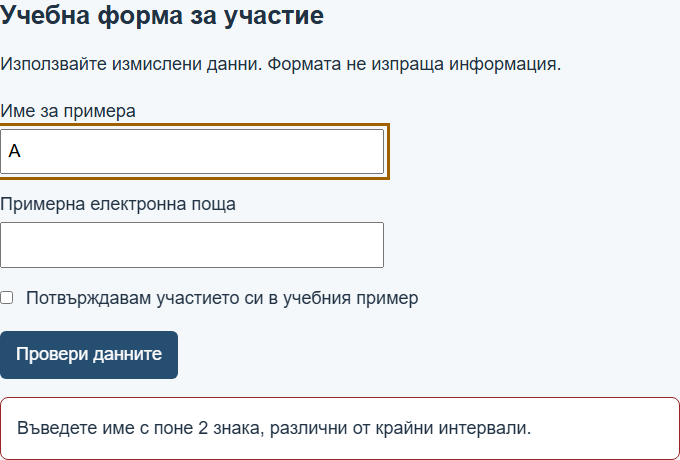 Учебна форма за участие
Използвайте измислени данни. Формата не изпраща информация.
Име за примера
А
Примерна електронна поща
Потвърждавам участието си в учебния пример
Провери данните
Въведете име с поне 2 знака, различни от крайни интервали.